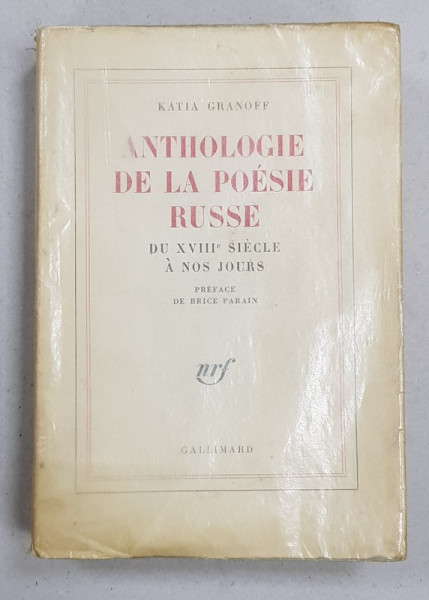 KATIA GRANOFF
ANTHOLOGIE
DE LA POÉSIE
RUSSE
DU XVIIIe SIÈCLE
À NOS JOURS
PRÉFACE
DE BRICE PARAIN
nrf
GALLIMARD